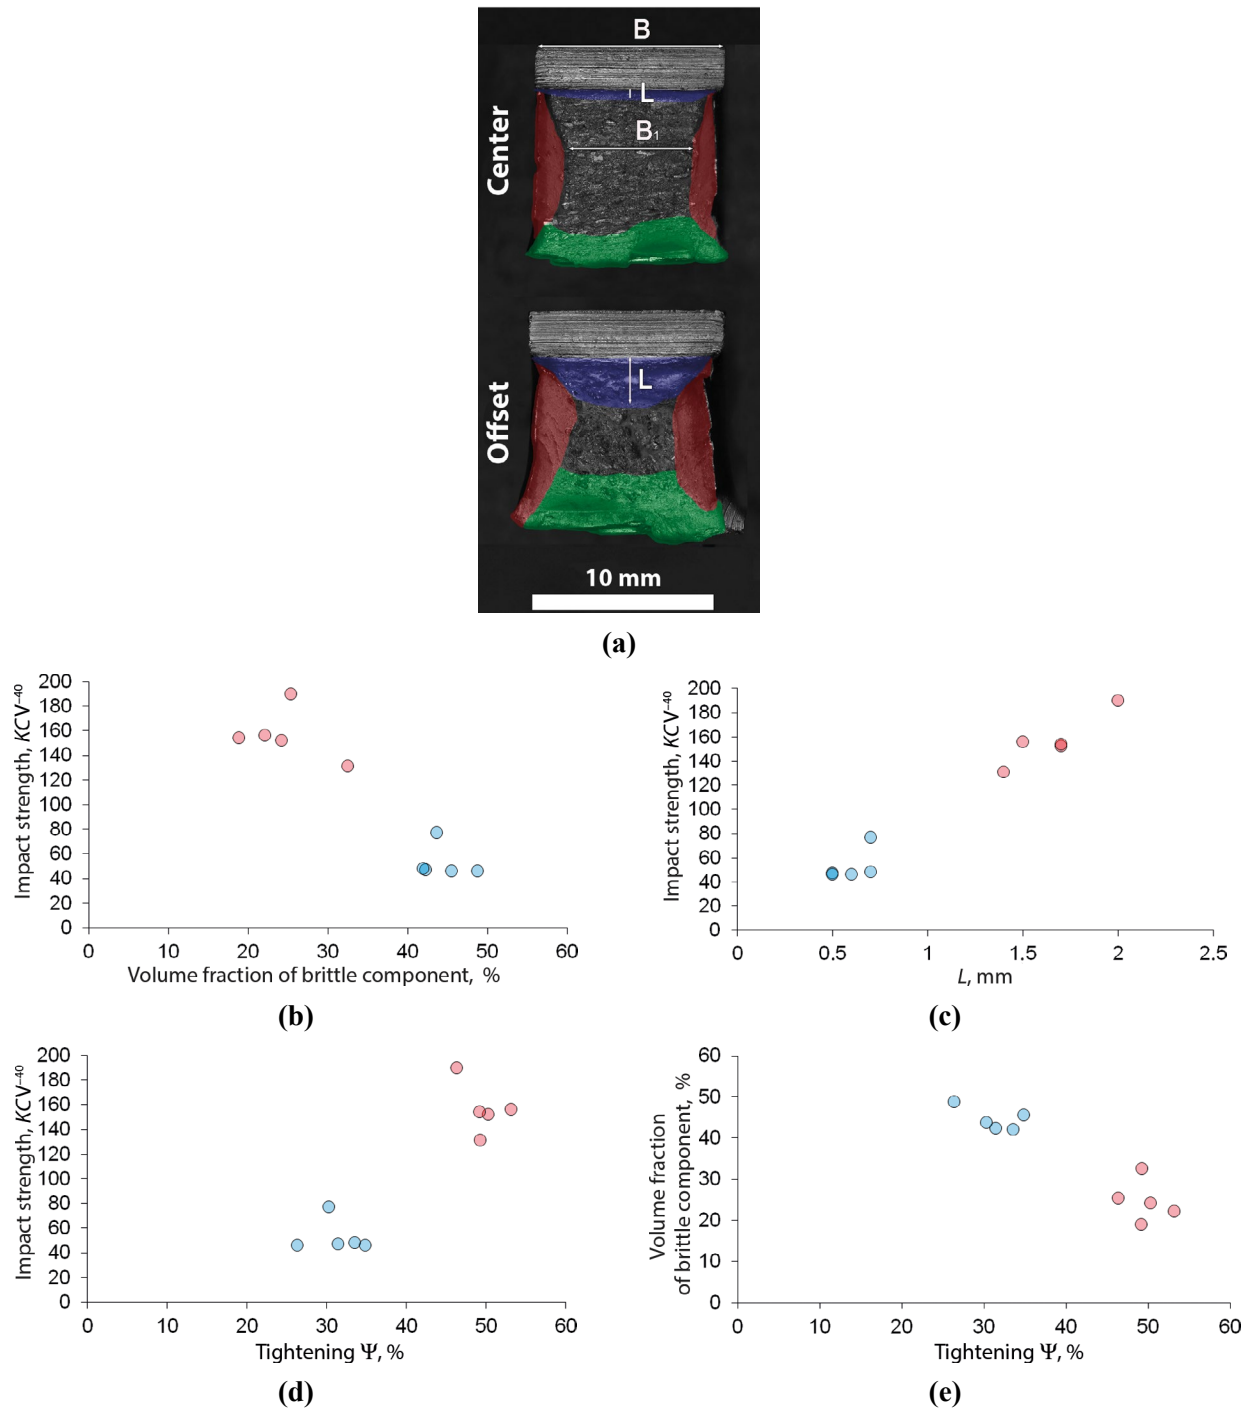 B
L
B₁
Center
L
Offset
10 mm
(a)
Impact strength, KCV⁻⁴⁰
200
180
160
140
120
100
80
60
40
20
0
0 10 20 30 40 50 60
Volume fraction of brittle component, %
(b)
Impact strength, KCV⁻⁴⁰
200
180
160
140
120
100
80
60
40
20
0
0 0.5 1 1.5 2 2.5
L, mm
(c)
Impact strength, KCV⁻⁴⁰
200
180
160
140
120
100
80
60
40
20
0
0 10 20 30 40 50 60
Tightening Ψ, %
(d)
Volume fraction
of brittle component, %
60
50
40
30
20
10
0
0 10 20 30 40 50 60
Tightening Ψ, %
(e)